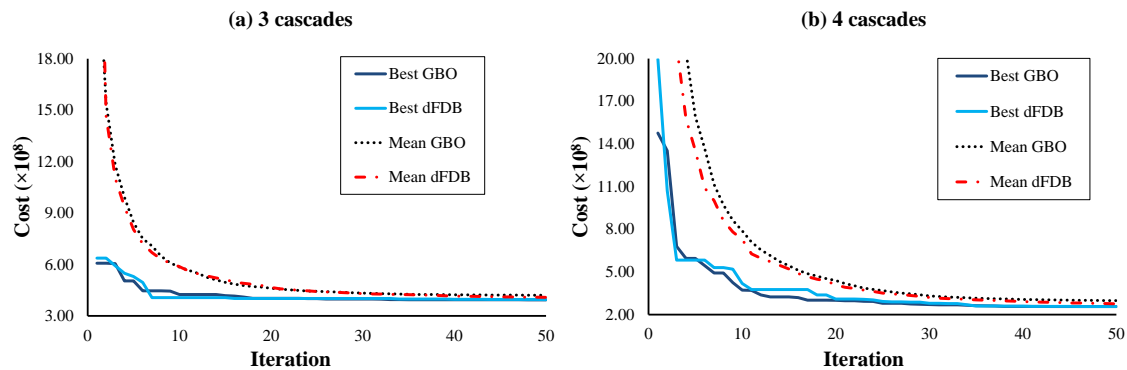 (a) 3 cascades
18.00
15.00
12.00
9.00
6.00
3.00
Cost (×10⁸)
0
10
20
30
40
50
Iteration
Best GBO
Best dFDB
Mean GBO
Mean dFDB
(b) 4 cascades
20.00
17.00
14.00
11.00
8.00
5.00
2.00
Cost (×10⁸)
0
10
20
30
40
50
Iteration
Best GBO
Best dFDB
Mean GBO
Mean dFDB